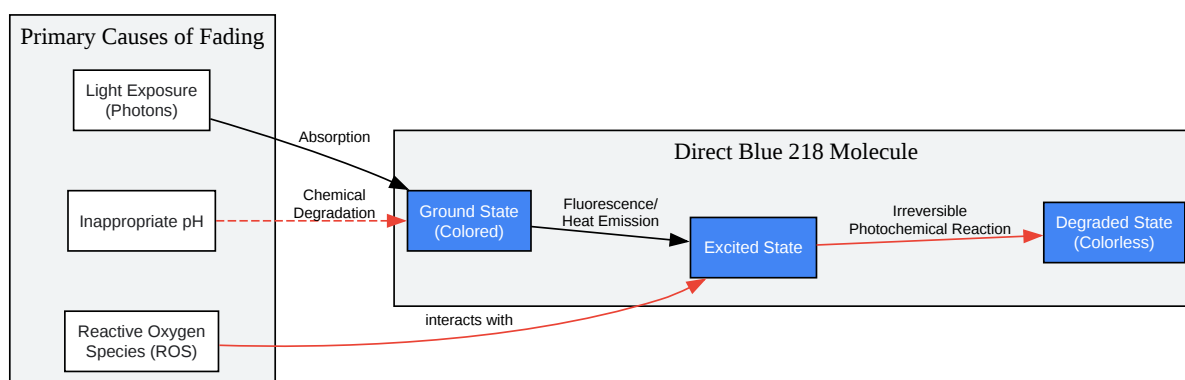 Primary Causes of Fading
Light Exposure
(Photons)
Absorption
Direct Blue 218 Molecule
Inappropriate pH
Chemical
Degradation
Ground State
(Colored)
Fluorescence/
Heat Emission
Excited State
Irreversible
Photochemical Reaction
Degraded State
(Colorless)
Reactive Oxygen
Species (ROS)
interacts with